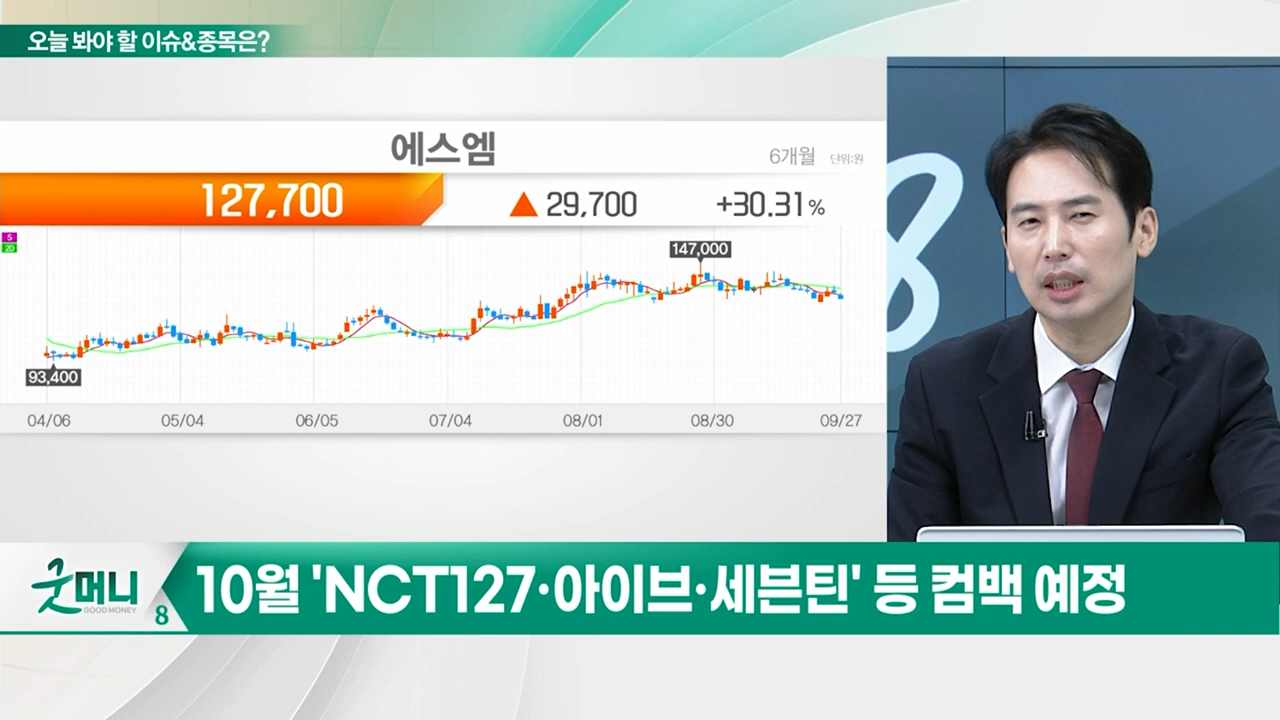 오늘 봐야 할 이슈&종목은?
에스엠
6개월 단위:원
127,700 ▲ 29,700 +30.31%
5
20
147,000
93,400
04/06 05/04 06/05 07/04 08/01 08/30 09/27
8
굿머니
GOOD MONEY
8
10월 'NCT127·아이브·세븐틴' 등 컴백 예정